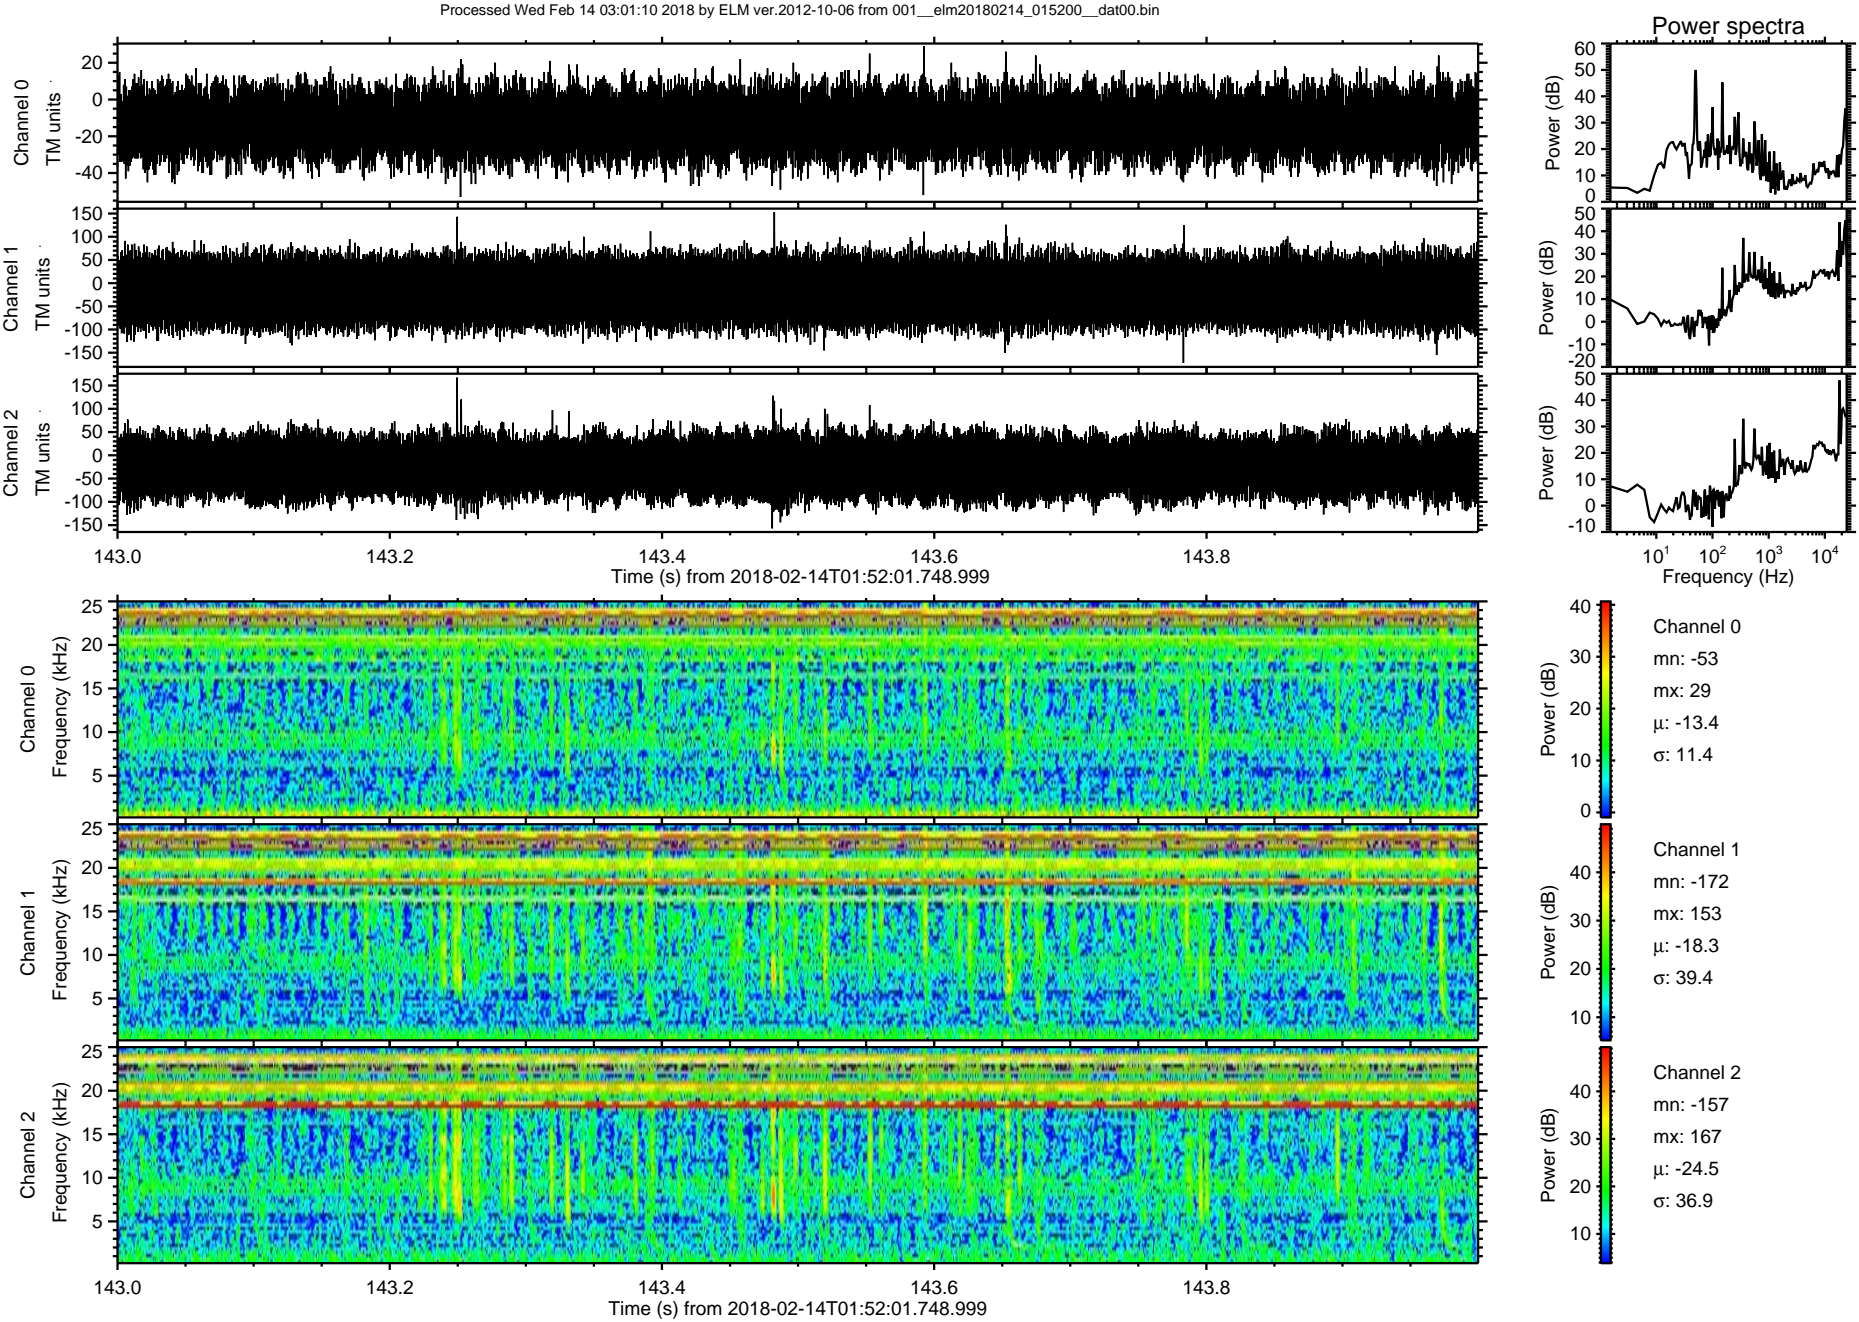 Processed Wed Feb 14 03:01:10 2018 by ELM ver.2012-10-06 from 001__elm20180214_015200__dat00.bin
Power spectra
Channel 0
TM units
20
0
-20
-40
Power (dB)
60
50
40
30
20
10
0
Channel 1
TM units
150
100
50
0
-50
-100
-150
Power (dB)
50
40
30
20
10
0
-10
-20
Channel 2
TM units
150
100
50
0
-50
-100
-150
Power (dB)
50
40
30
20
10
0
-10
143.0 143.2 143.4 143.6 143.8
Time (s) from 2018-02-14T01:52:01.748.999
10^1 10^2 10^3 10^4
Frequency (Hz)
Channel 0
Frequency (kHz)
25
20
15
10
5
Power (dB)
40
30
20
10
0
Channel 0
mn: -53
mx: 29
μ: -13.4
σ: 11.4
Channel 1
Frequency (kHz)
25
20
15
10
5
Power (dB)
40
30
20
10
Channel 1
mn: -172
mx: 153
μ: -18.3
σ: 39.4
Channel 2
Frequency (kHz)
25
20
15
10
5
Power (dB)
40
30
20
10
Channel 2
mn: -157
mx: 167
μ: -24.5
σ: 36.9
143.0 143.2 143.4 143.6 143.8
Time (s) from 2018-02-14T01:52:01.748.999